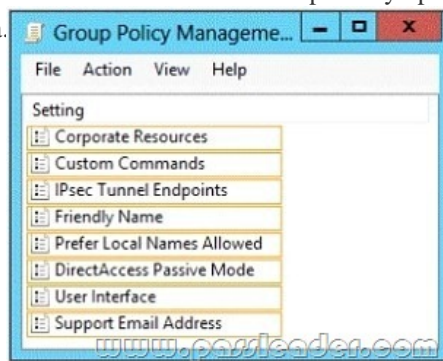 a.
Group Policy Manageme...
File Action View Help
Setting
Corporate Resources
Custom Commands
IPsec Tunnel Endpoints
Friendly Name
Prefer Local Names Allowed
DirectAccess Passive Mode
User Interface
Support Email Address
www.passleader.com